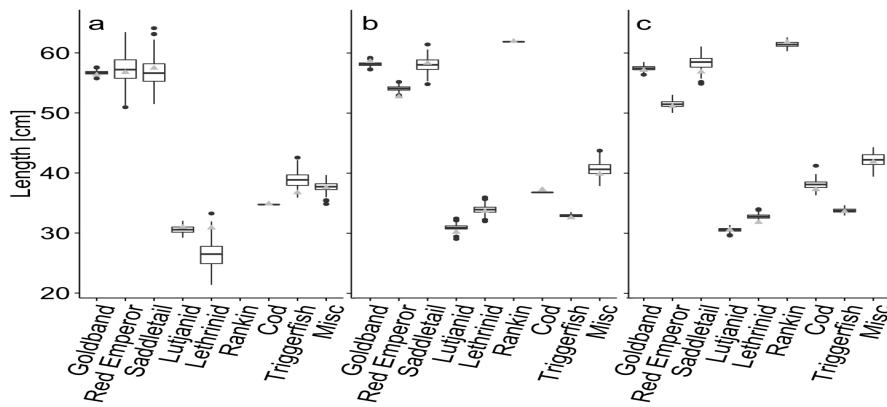 a
b
c
Length [cm]
60
50
40
30
20
Goldband
Red Emperor
Saddletail
Lutjanid
Lethrinid
Rankin
Cod
Triggerfish
Misc
Goldband
Red Emperor
Saddletail
Lutjanid
Lethrinid
Rankin
Cod
Triggerfish
Misc
Goldband
Red Emperor
Saddletail
Lutjanid
Lethrinid
Rankin
Cod
Triggerfish
Misc